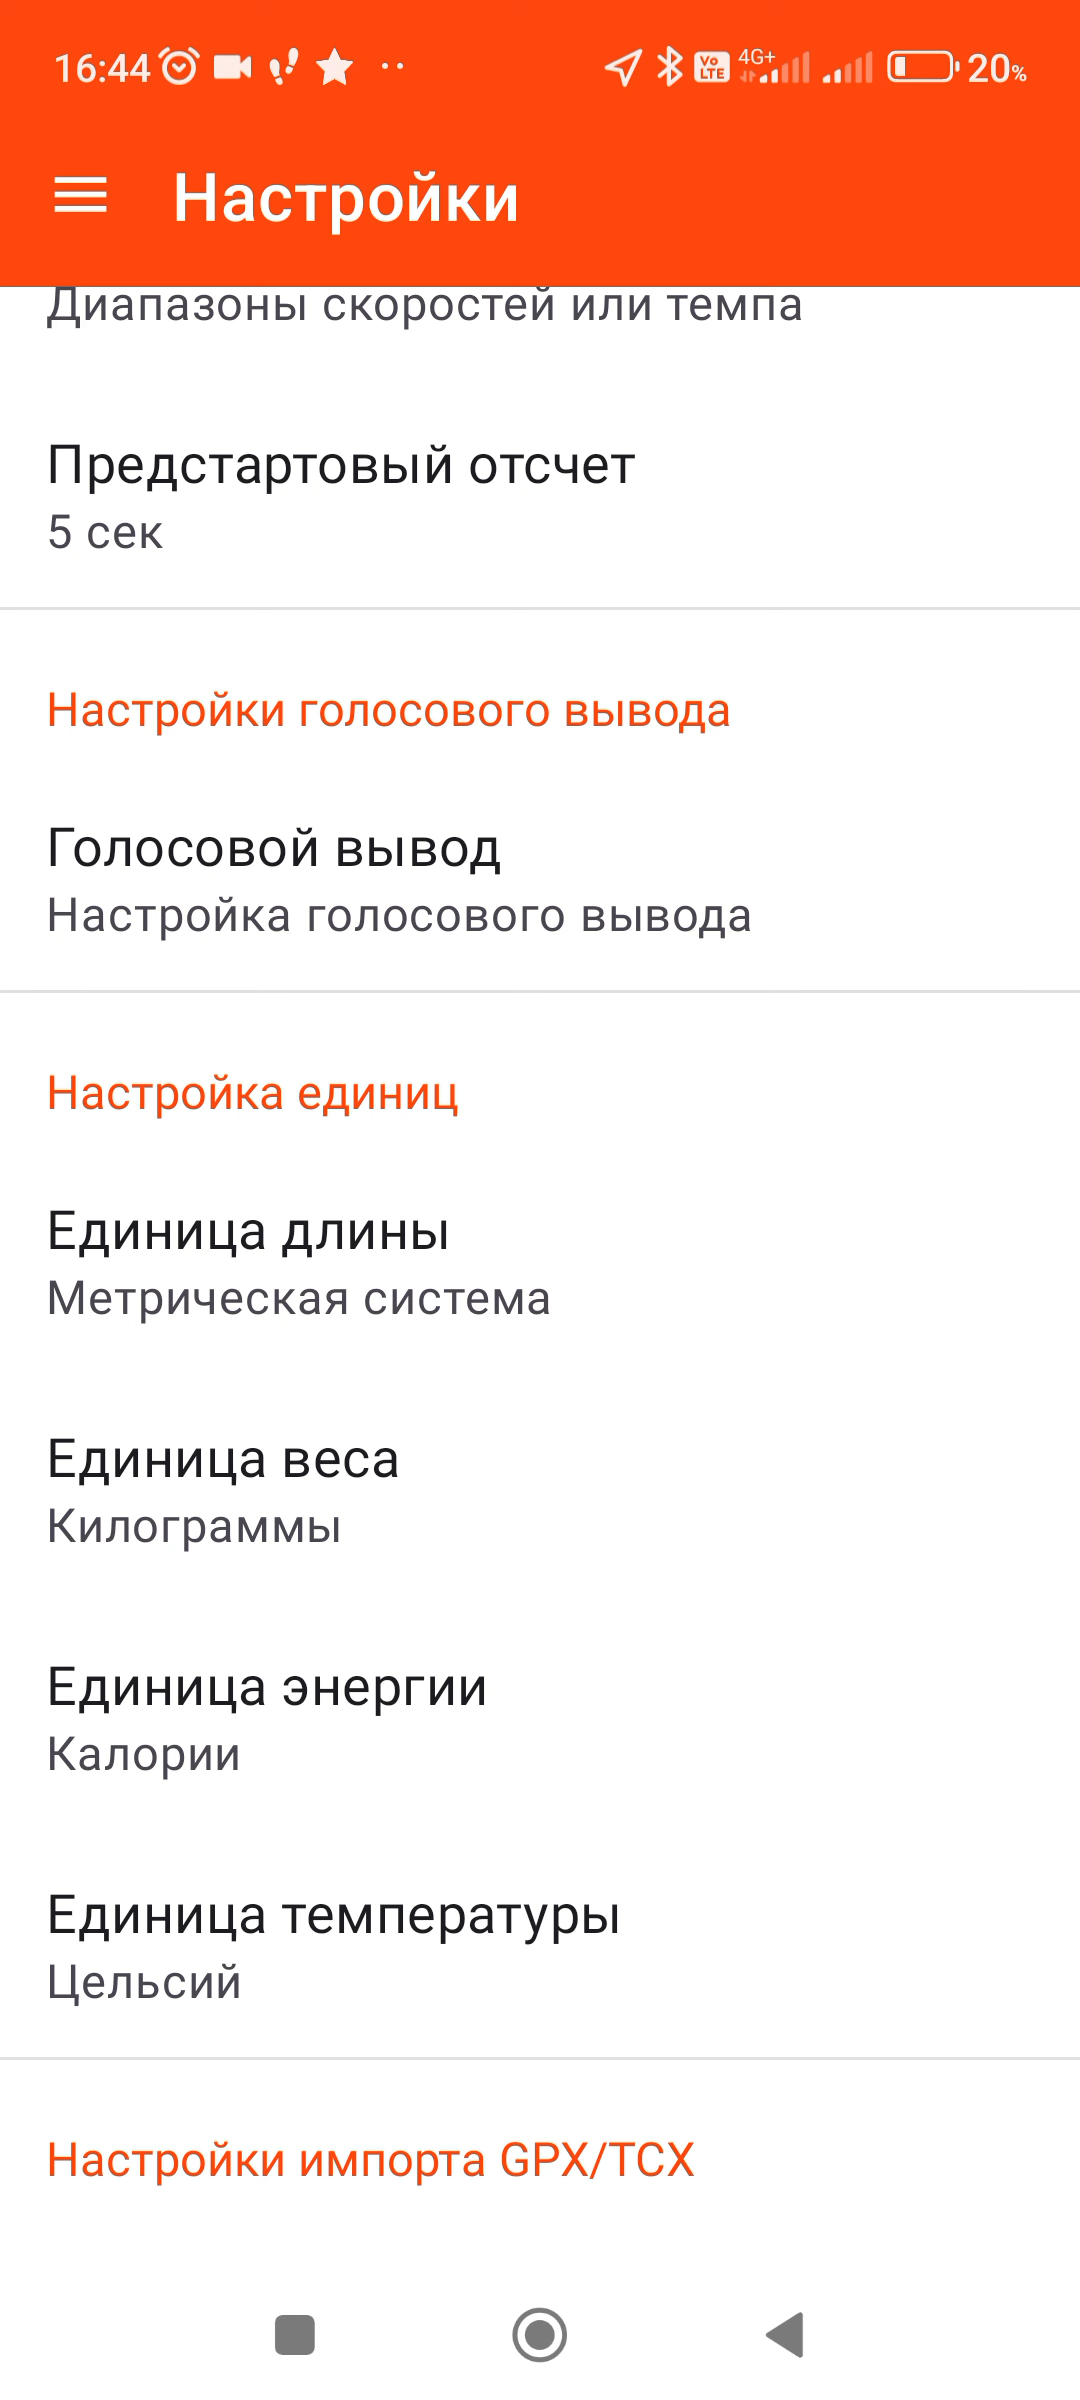 16:44
4G+
Vo
LTE
20%
Настройки
Диапазоны скоростей или темпа
Предстартовый отсчет
5 сек
Настройки голосового вывода
Голосовой вывод
Настройка голосового вывода
Настройка единиц
Единица длины
Метрическая система
Единица веса
Килограммы
Единица энергии
Калории
Единица температуры
Цельсий
Настройки импорта GPX/TCX